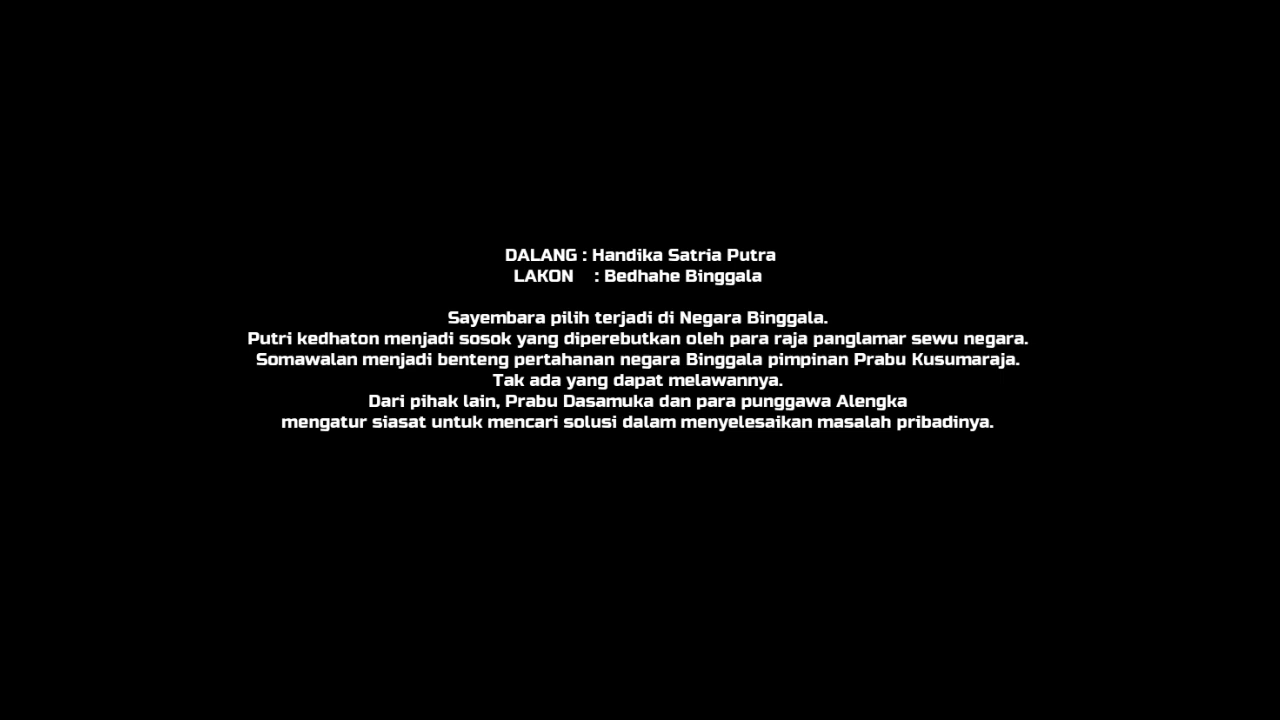 DALANG : Handika Satria Putra
LAKON : Bedhahe Binggala
Sayembara pilih terjadi di Negara Binggala.
Putri kedhaton menjadi sosok yang diperebutkan oleh para raja panglamar sewu negara.
Somawalan menjadi benteng pertahanan negara Binggala pimpinan Prabu Kusumaraja.
Tak ada yang dapat melawannya.
Dari pihak lain, Prabu Dasamuka dan para punggawa Alengka
mengatur siasat untuk mencari solusi dalam menyelesaikan masalah pribadinya.